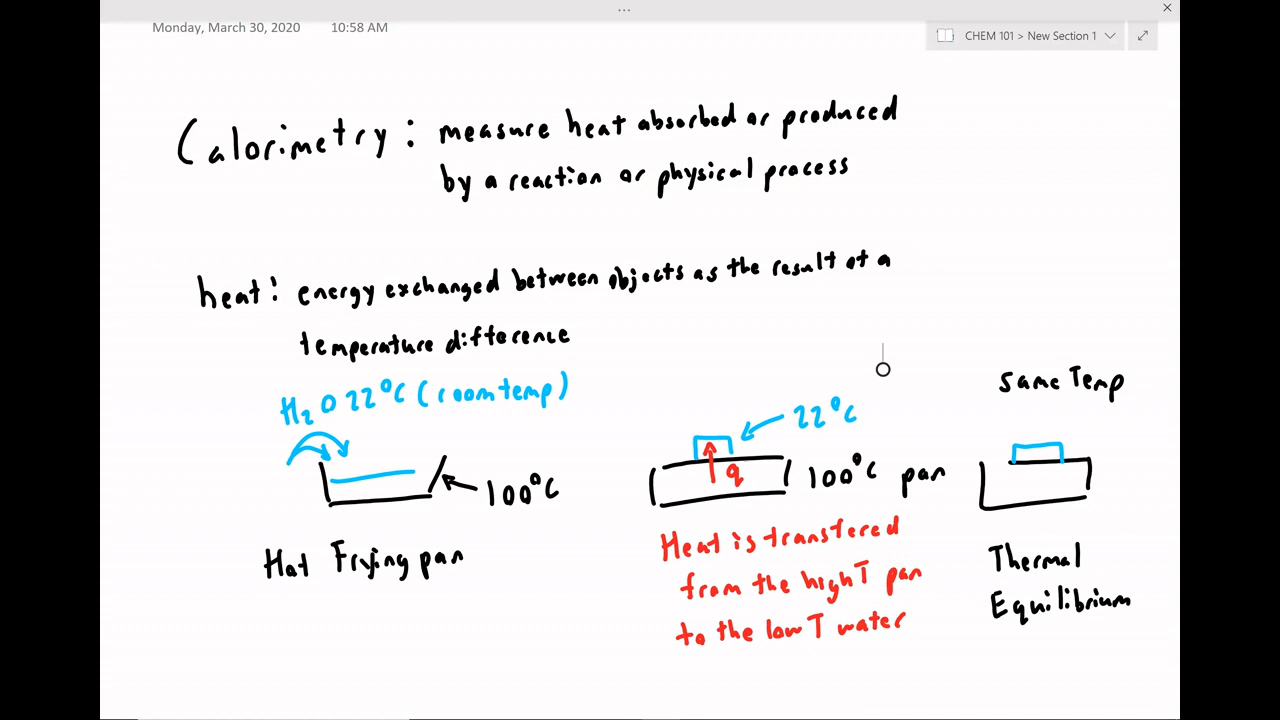 Monday, March 30, 2020 10:58 AM
CHEM 101 > New Section 1
Calorimetry: measure heat absorbed or produced
by a reaction or physical process
heat: energy exchanged between objects as the result of a
temperature difference
H₂O 22°C (room temp)
100°C
Hot Frying pan
22°C
q
100°C pan
Heat is transfered
from the high T pan
to the low T water
Same Temp
Thermal
Equilibrium